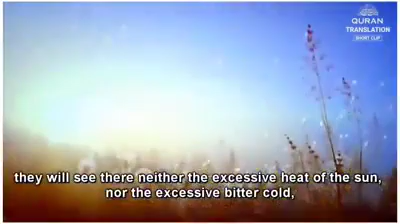 QURAN
TRANSLATION
SHORT CLIP
they will see there neither the excessive heat of the sun,
nor the excessive bitter cold,